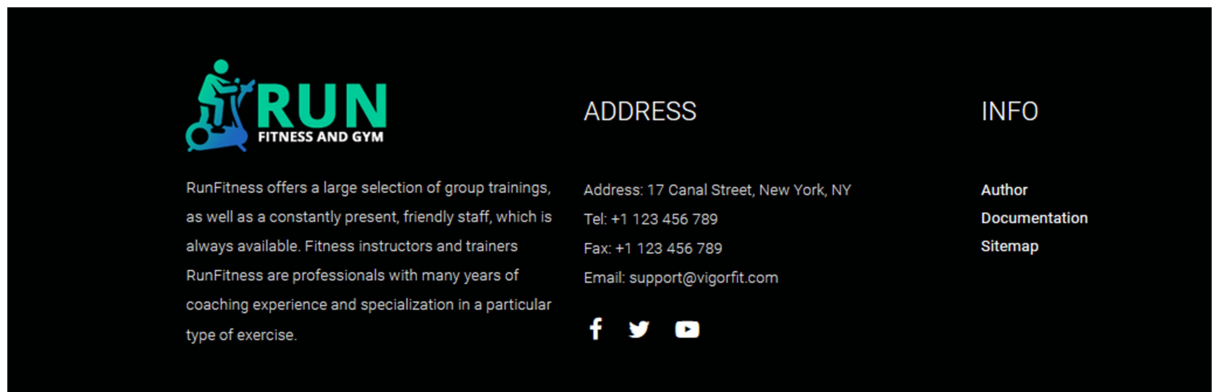 RUN
FITNESS AND GYM
RunFitness offers a large selection of group trainings,
as well as a constantly present, friendly staff, which is
always available. Fitness instructors and trainers
RunFitness are professionals with many years of
coaching experience and specialization in a particular
type of exercise.
ADDRESS
Address: 17 Canal Street, New York, NY
Tel: +1 123 456 789
Fax: +1 123 456 789
Email: support@vigorfit.com
INFO
Author
Documentation
Sitemap